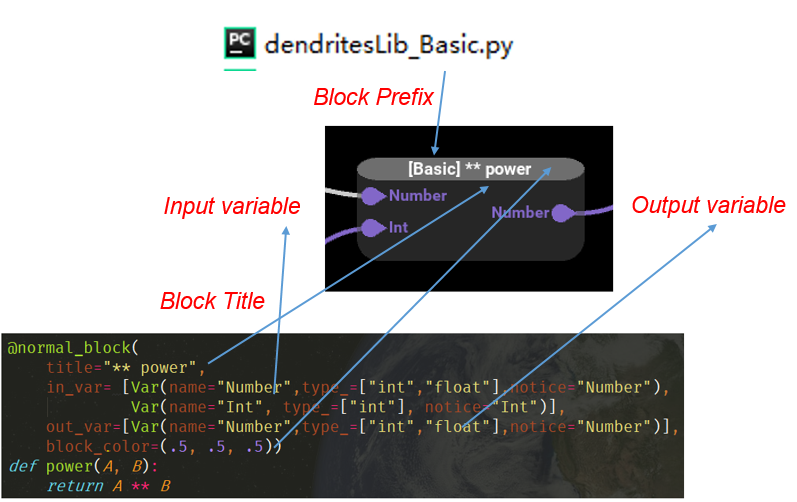 PC dendritesLib_Basic.py
Block Prefix
[Basic] ** power
Number
Int
Number
Input variable
Output variable
Block Title
@normal_block(
title="** power",
in_var= [Var(name="Number",type_=["int","float"],notice="Number"),
Var(name="Int", type_=["int"], notice="Int")],
out_var=[Var(name="Number",type_=["int","float"],notice="Number")],
block_color=(.5, .5, .5))
def power(A, B):
return A ** B